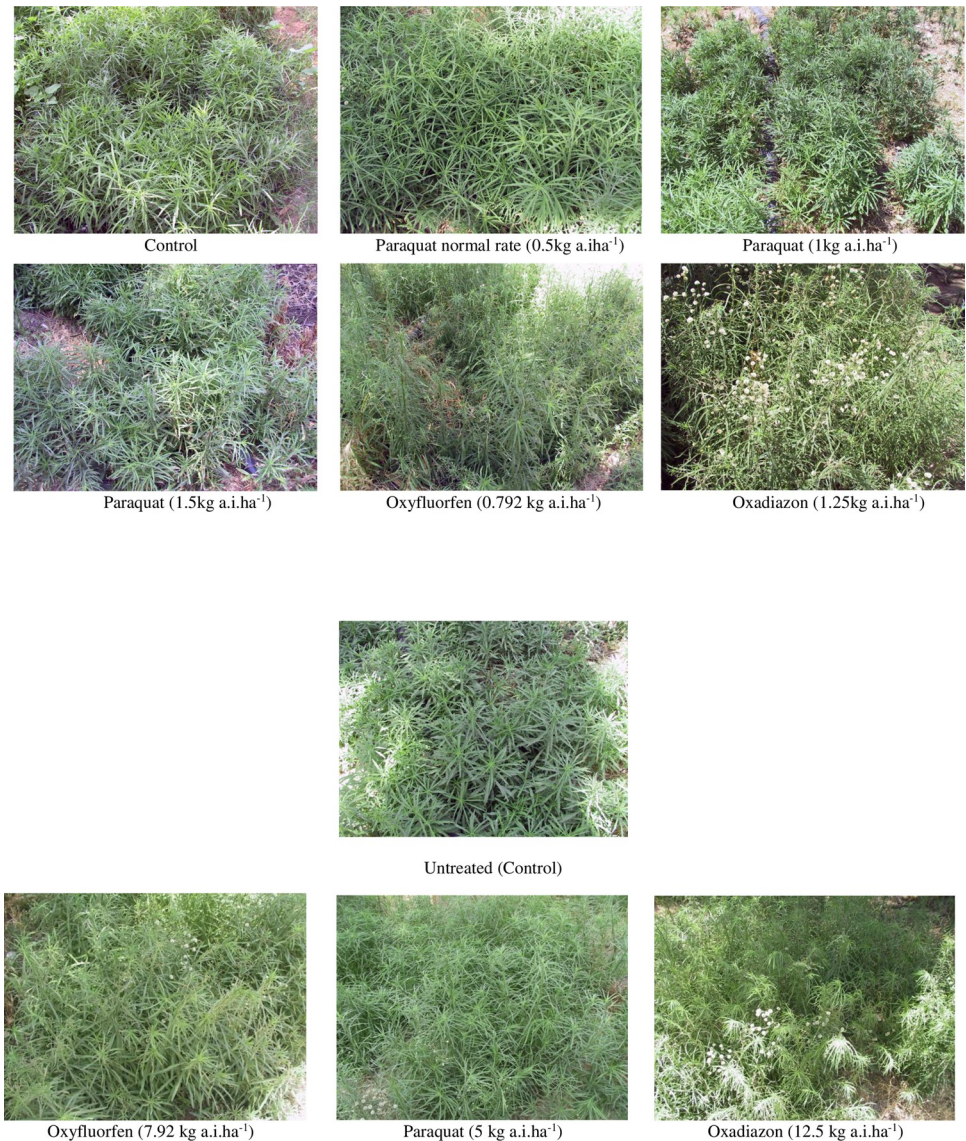 Control
Paraquat normal rate (0.5kg a.iha⁻¹)
Paraquat (1kg a.i.ha⁻¹)
Paraquat (1.5kg a.i.ha⁻¹)
Oxyfluorfen (0.792 kg a.i.ha⁻¹)
Oxadiazon (1.25kg a.i.ha⁻¹)
Untreated (Control)
Oxyfluorfen (7.92 kg a.i.ha⁻¹)
Paraquat (5 kg a.i.ha⁻¹)
Oxadiazon (12.5 kg a.i.ha⁻¹)